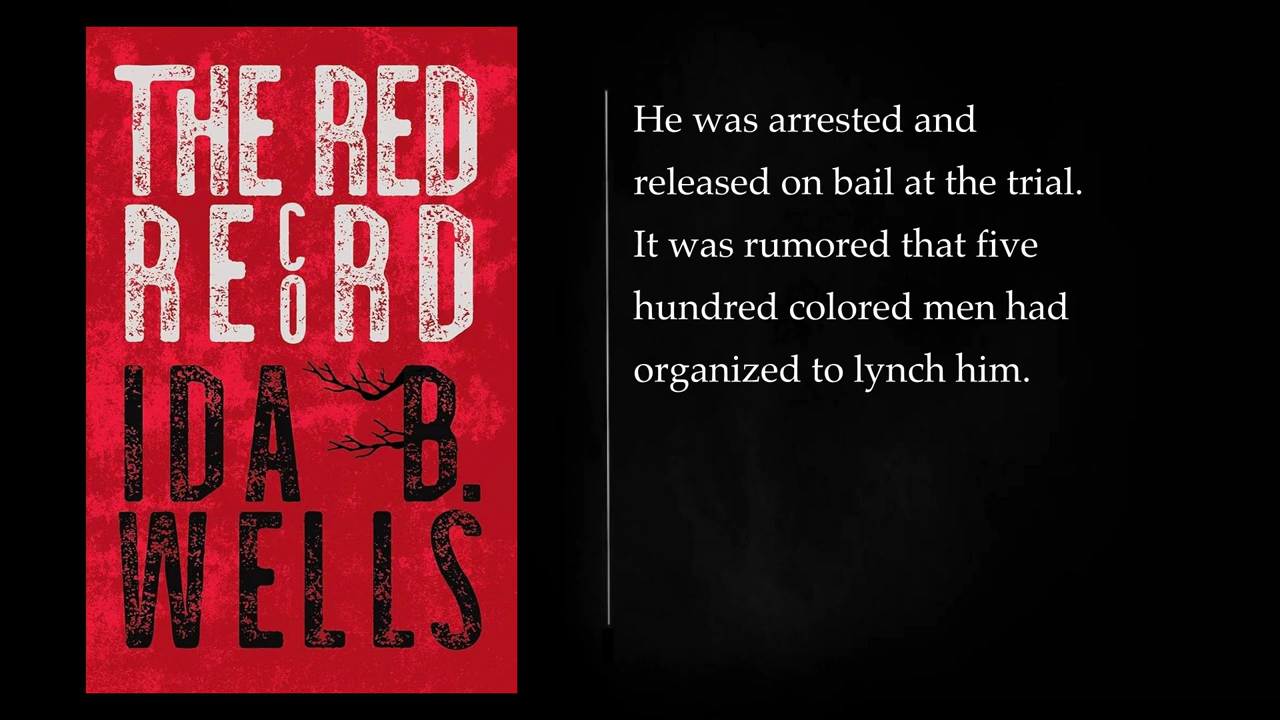 THE RED
RECORD
IDA B.
WELLS
He was arrested and
released on bail at the trial.
It was rumored that five
hundred colored men had
organized to lynch him.